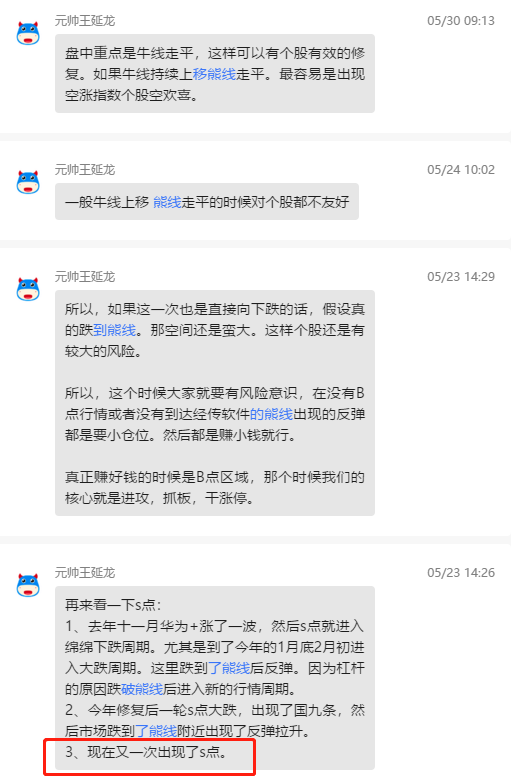 元帅王延龙 05/30 09:13
盘中重点是牛线走平，这样可以有个股有效的修
复。如果牛线持续上移熊线走平。最容易是出现
空涨指数个股空欢喜。
元帅王延龙 05/24 10:02
一般牛线上移 熊线走平的时候对个股都不友好
元帅王延龙 05/23 14:29
所以，如果这一次也是直接向下跌的话，假设真
的跌到熊线。那空间还是蛮大。这样个股还是有
较大的风险。
所以，这个时候大家就要有风险意识，在没有B
点行情或者没有到达经传软件的熊线出现的反弹
都是要小仓位。然后都是赚小钱就行。
真正赚好钱的时候是B点区域，那个时候我们的
核心就是进攻，抓板，干涨停。
元帅王延龙 05/23 14:26
再来看一下s点：
1、去年十一月华为+涨了一波，然后s点就进入
绵绵下跌周期。尤其是到了今年的1月底2月初进
入大跌周期。这里跌到了熊线后反弹。因为杠杆
的原因跌破熊线后进入新的行情周期。
2、今年修复后一轮s点大跌，出现了国九条，然
后市场跌到了熊线附近出现了反弹拉升。
3、现在又一次出现了s点。